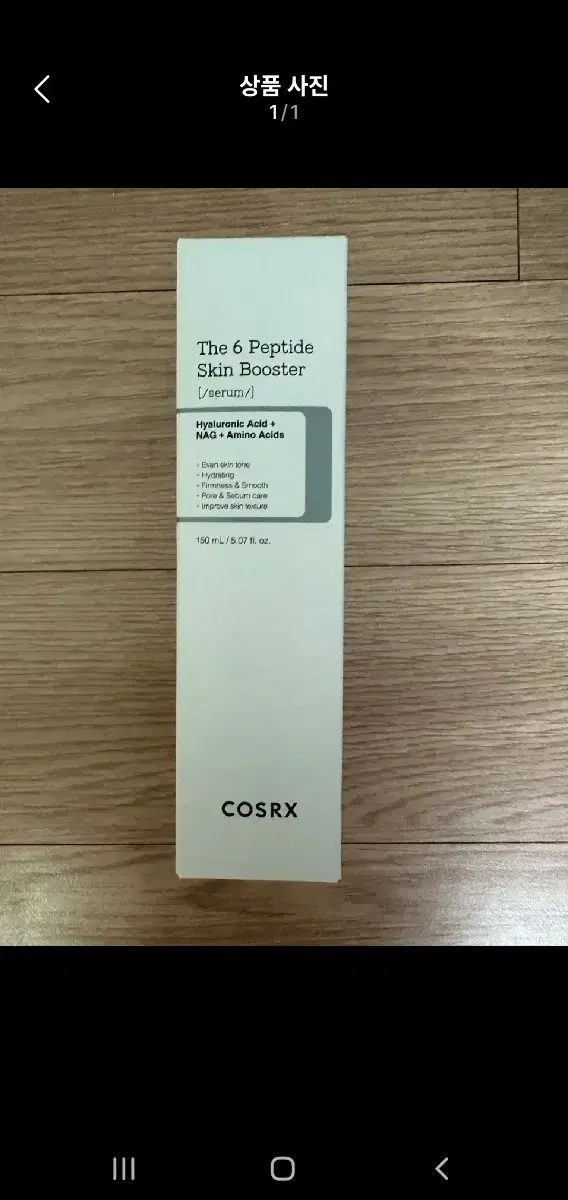 상품 사진
1/1
The 6 Peptide
Skin Booster
[/serum/]
Hyaluronic Acid +
NAG + Amino Acids
• Even skin tone
• Hydrating
• Firmness & Smooth
• Pore & Sebum care
• Improve skin texture
150 mL / 5.07 fl. oz.
COSRX